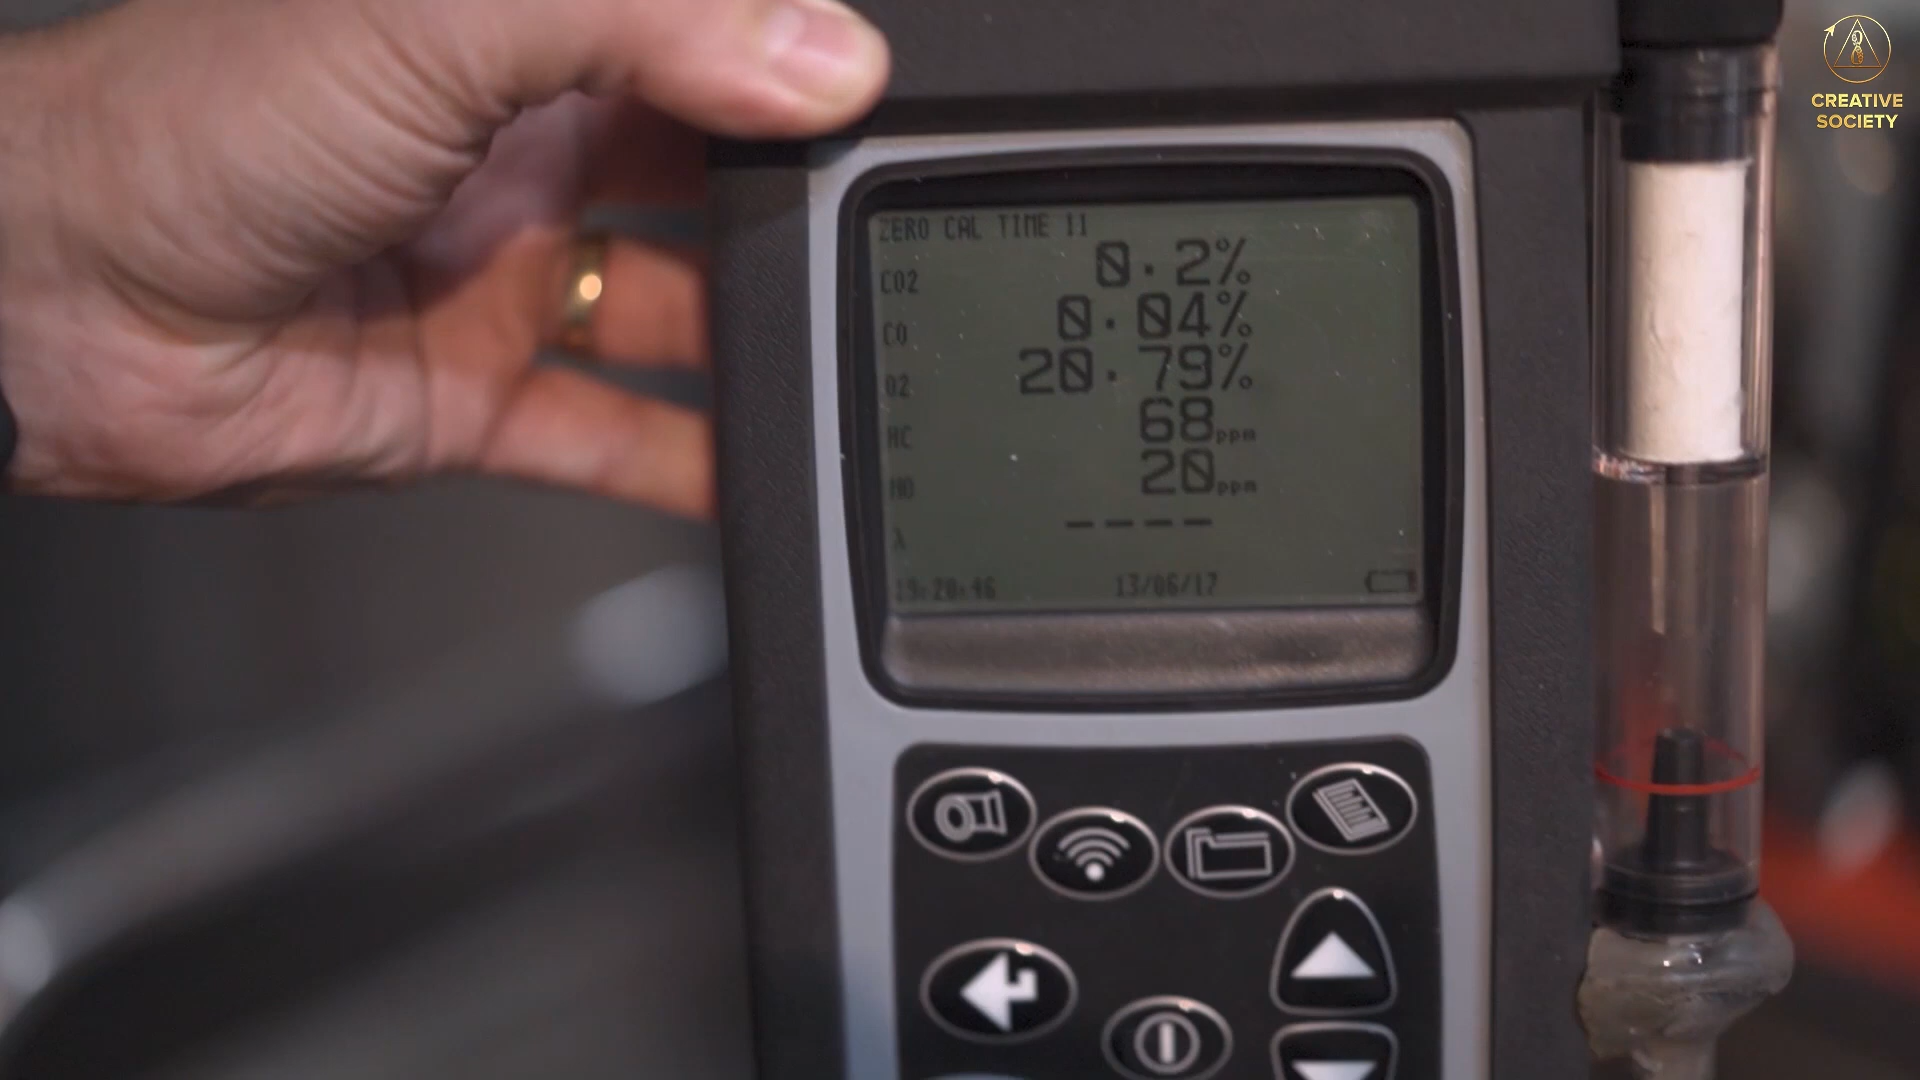 CREATIVE
SOCIETY
ZERO CAL TIME 11
CO2 0.2%
CO 0.04%
O2 20.79%
HC 68ppm
NO 20ppm
λ ----
19:20:46 13/06/17